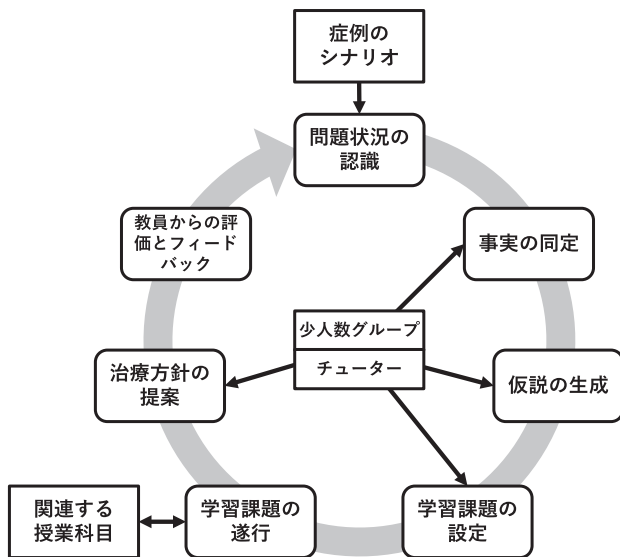 症例の
シナリオ
問題状況の
認識
事実の同定
仮説の生成
学習課題の
設定
学習課題の
遂行
関連する
授業科目
治療方針の
提案
教員からの評
価とフィード
バック
少人数グループ
チューター